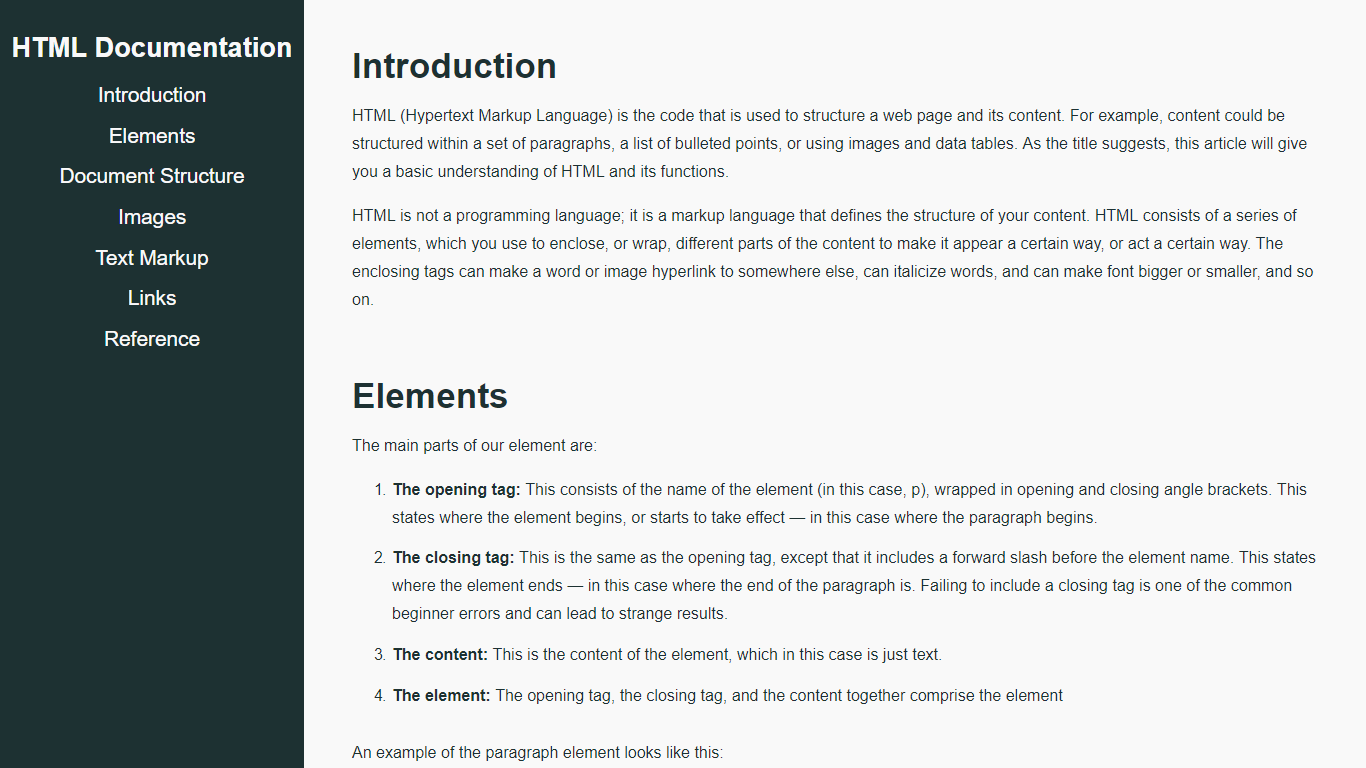 HTML Documentation
Introduction
Elements
Document Structure
Images
Text Markup
Links
Reference
Introduction
HTML (Hypertext Markup Language) is the code that is used to structure a web page and its content. For example, content could be
structured within a set of paragraphs, a list of bulleted points, or using images and data tables. As the title suggests, this article will give
you a basic understanding of HTML and its functions.
HTML is not a programming language; it is a markup language that defines the structure of your content. HTML consists of a series of
elements, which you use to enclose, or wrap, different parts of the content to make it appear a certain way, or act a certain way. The
enclosing tags can make a word or image hyperlink to somewhere else, can italicize words, and can make font bigger or smaller, and so
on.
Elements
The main parts of our element are:
1. The opening tag: This consists of the name of the element (in this case, p), wrapped in opening and closing angle brackets. This
states where the element begins, or starts to take effect — in this case where the paragraph begins.
2. The closing tag: This is the same as the opening tag, except that it includes a forward slash before the element name. This states
where the element ends — in this case where the end of the paragraph is. Failing to include a closing tag is one of the common
beginner errors and can lead to strange results.
3. The content: This is the content of the element, which in this case is just text.
4. The element: The opening tag, the closing tag, and the content together comprise the element
An example of the paragraph element looks like this: